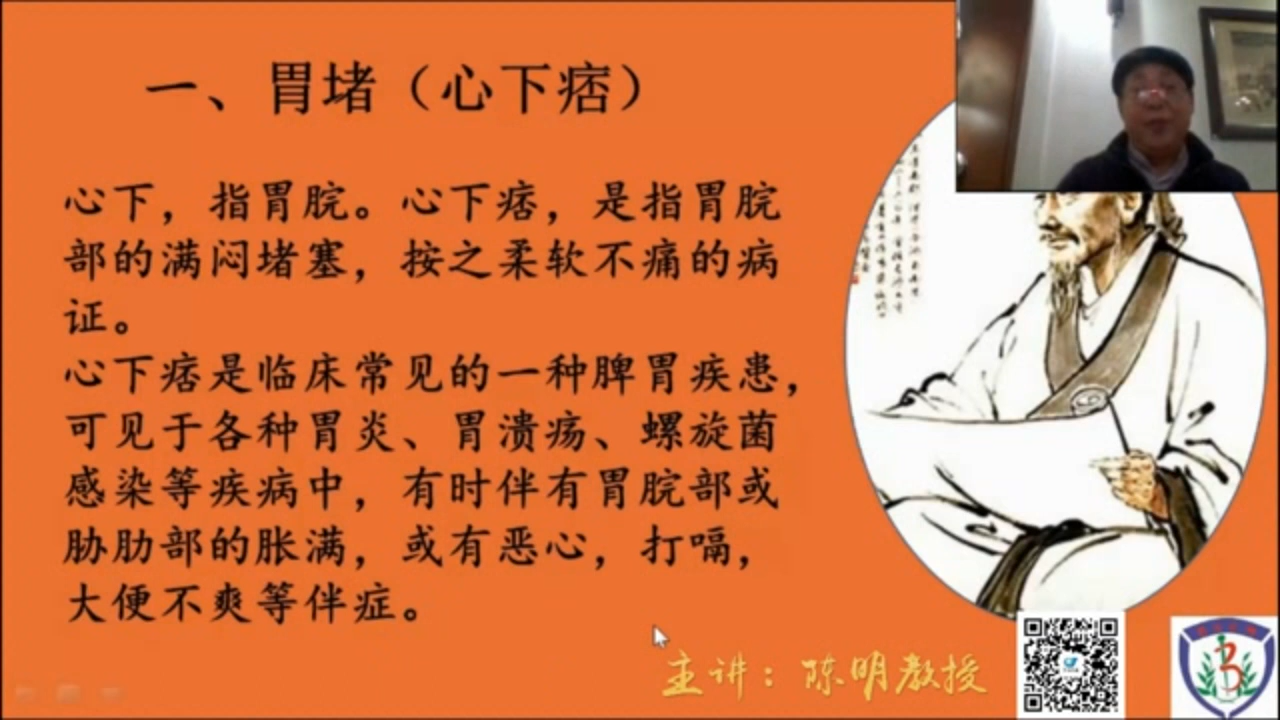 一、胃堵（心下痞）
心下，指胃脘。心下痞，是指胃脘
部的满闷堵塞，按之柔软不痛的病
证。
心下痞是临床常见的一种脾胃疾患，
可见于各种胃炎、胃溃疡、螺旋菌
感染等疾病中，有时伴有胃脘部或
胁肋部的胀满，或有恶心，打嗝，
大便不爽等伴症。
主讲：陈明教授